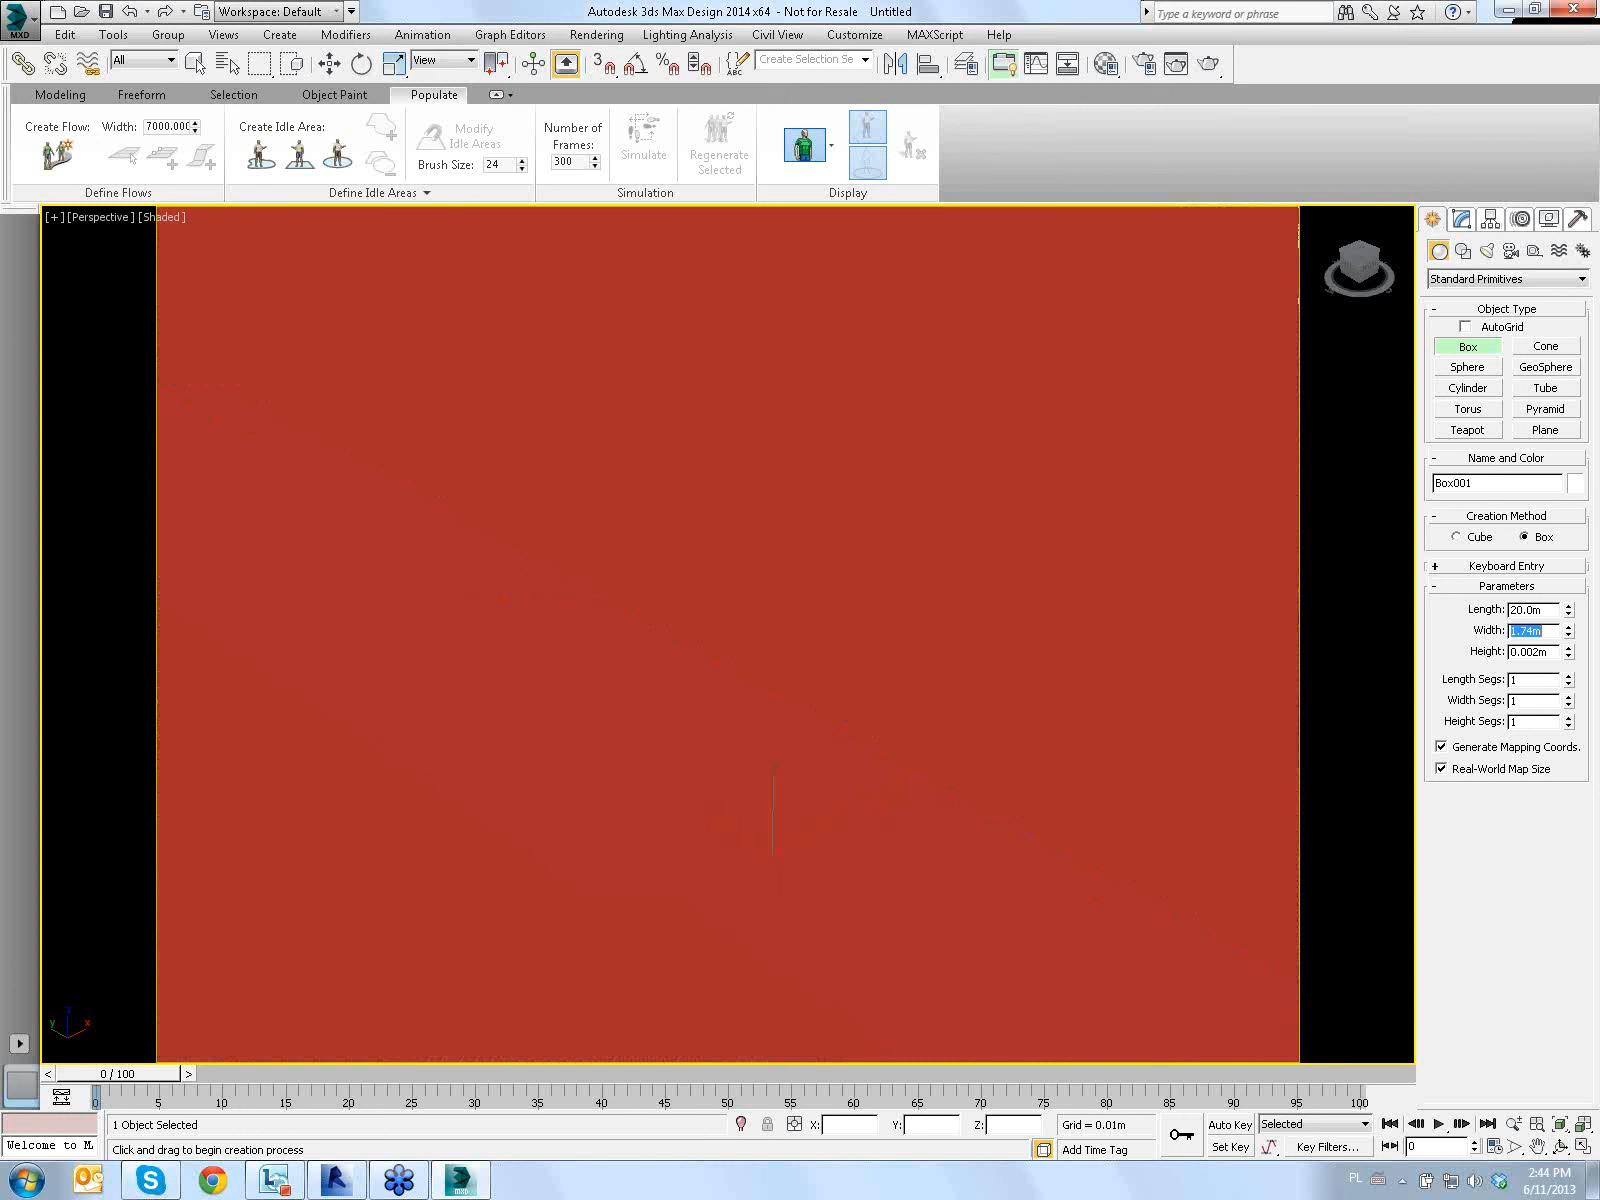 Workspace: Default
Autodesk 3ds Max Design 2014 x64 - Not for Resale Untitled
Type a keyword or phrase
MXD
Edit Tools Group Views Create Modifiers Animation Graph Editors Rendering Lighting Analysis Civil View Customize MAXScript Help
All
View
3
ABC
Create Selection Se
Modeling Freeform Selection Object Paint Populate
Create Flow: Width: 7000.000
Create Idle Area:
Modify
Idle Areas
Brush Size: 24
Number of
Frames:
300
Simulate
Regenerate
Selected
Define Flows
Define Idle Areas
Simulation
Display
[+] [Perspective ] [Shaded ]
Standard Primitives
- Object Type
AutoGrid
Box Cone
Sphere GeoSphere
Cylinder Tube
Torus Pyramid
Teapot Plane
- Name and Color
Box001
- Creation Method
Cube Box
+ Keyboard Entry
- Parameters
Length: 20.0m
Width: 1.74m
Height: 0.002m
Length Segs: 1
Width Segs: 1
Height Segs: 1
Generate Mapping Coords.
Real-World Map Size
z
y x
< 0 / 100 >
0 5 10 15 20 25 30 35 40 45 50 55 60 65 70 75 80 85 90 95 100
1 Object Selected
X: Y: Z:
Grid = 0.01m
Auto Key Selected
Welcome to M
Click and drag to begin creation process
Add Time Tag
Set Key Key Filters...
0
PL
2:44 PM
6/11/2013